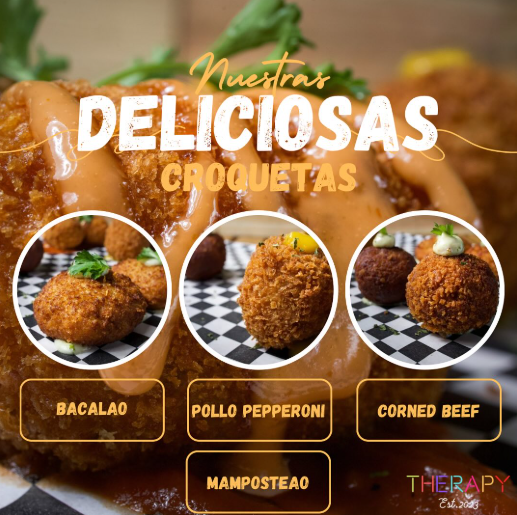 Nuestras
DELICIOSAS
CROQUETAS
BACALAO
POLLO PEPPERONI
CORNED BEEF
MAMPOSTEAO
THERAPY
Est.2023